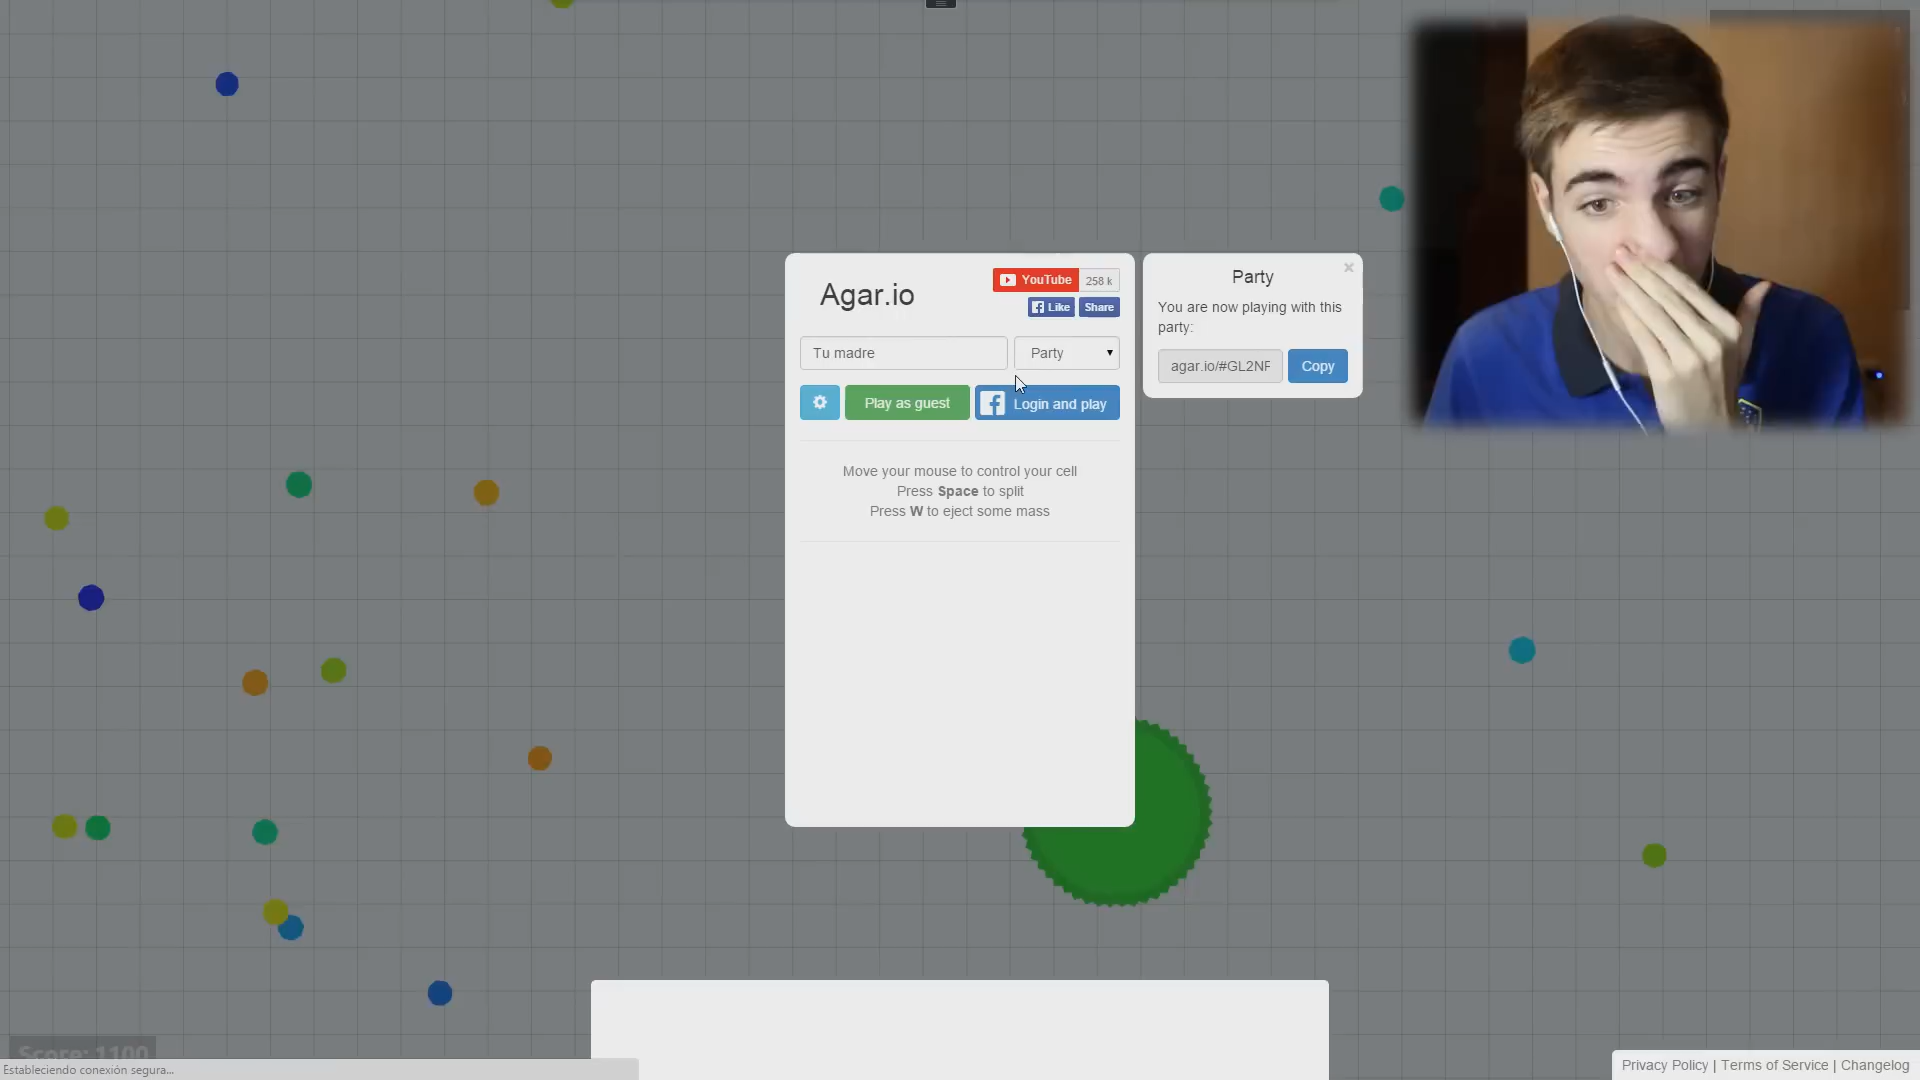 Agar.io
YouTube 258 k
Like Share
Tu madre
Party
Play as guest
Login and play
Move your mouse to control your cell
Press Space to split
Press W to eject some mass
Party
×
You are now playing with this
party:
agar.io/#GL2NF
Copy
Score: 1100
Estableciendo conexión segura...
Privacy Policy | Terms of Service | Changelog